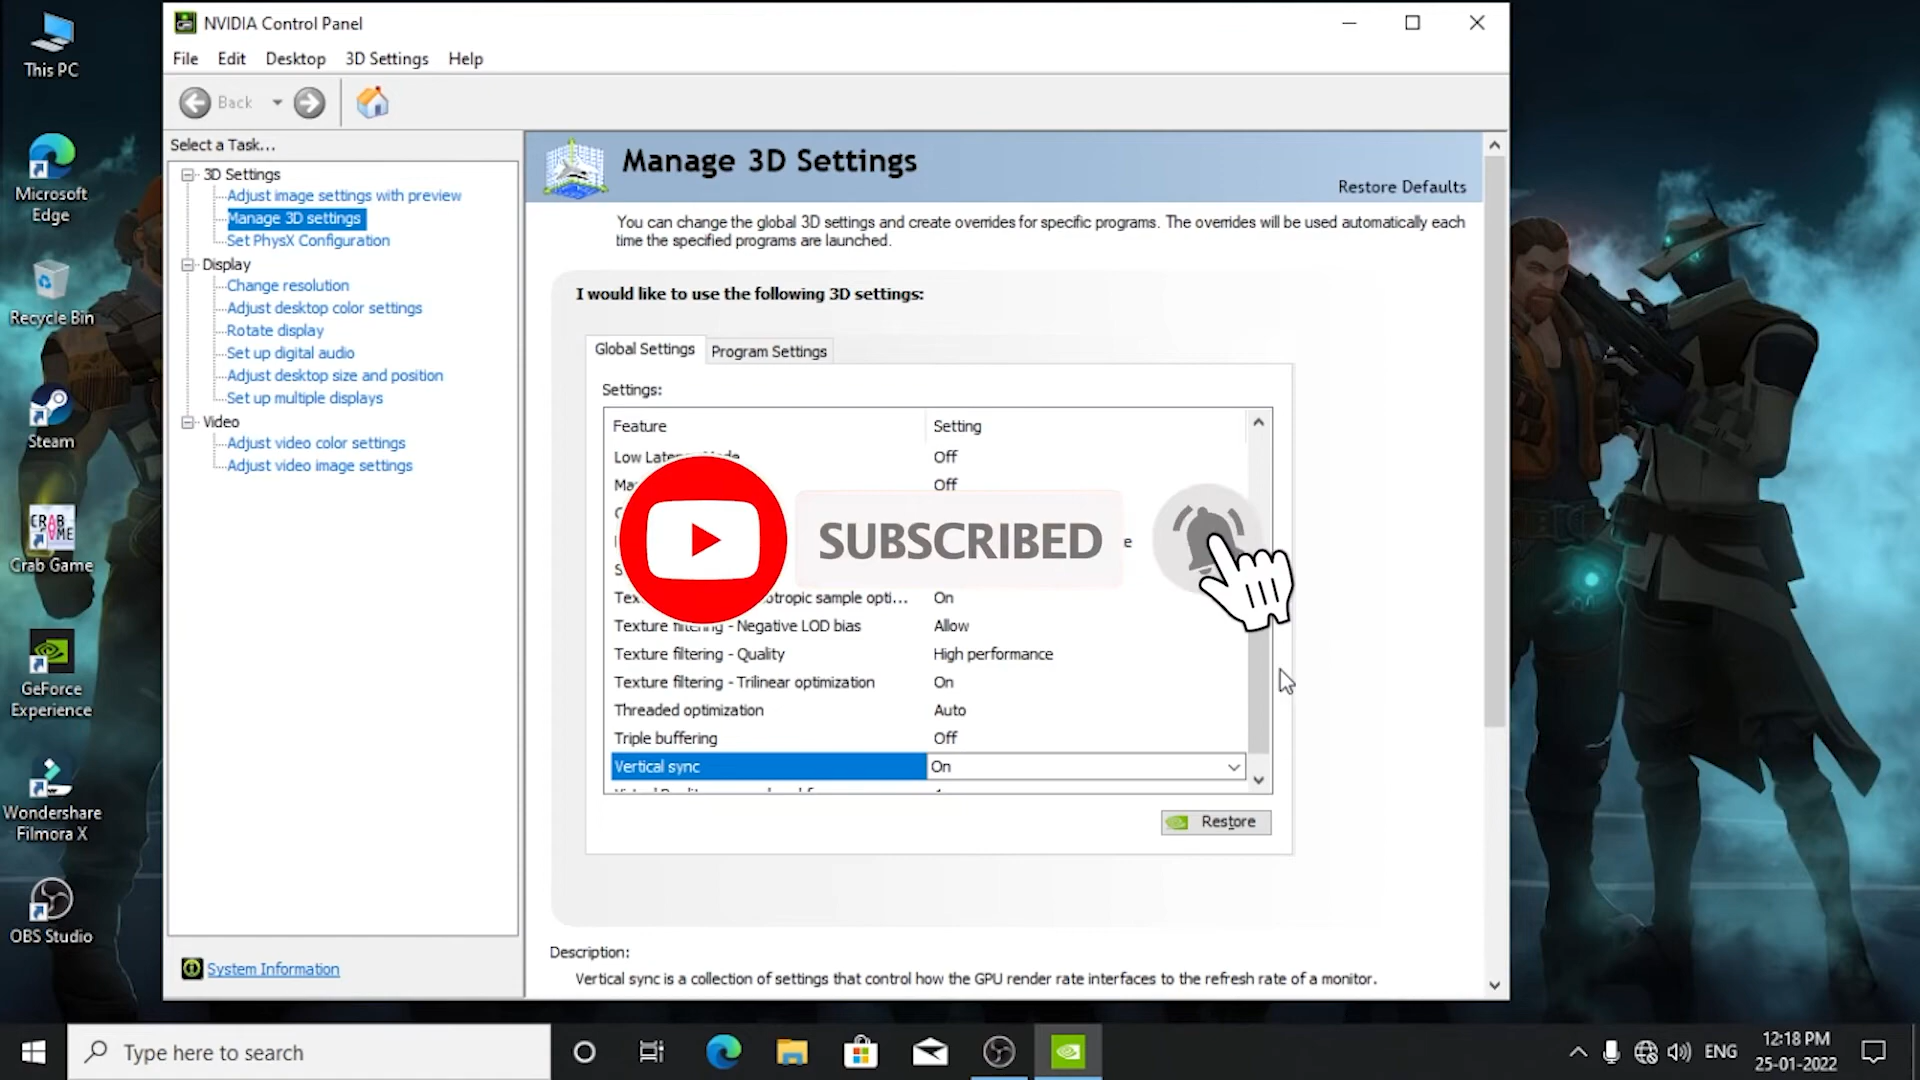 This PC
Microsoft
Edge
Recycle Bin
Steam
CRAB
GAME
Crab Game
GeForce
Experience
Wondershare
Filmora X
OBS Studio
NVIDIA Control Panel
File Edit Desktop 3D Settings Help
Back
Select a Task...
3D Settings
Adjust image settings with preview
Manage 3D settings
Set PhysX Configuration
Display
Change resolution
Adjust desktop color settings
Rotate display
Set up digital audio
Adjust desktop size and position
Set up multiple displays
Video
Adjust video color settings
Adjust video image settings
System Information
Manage 3D Settings
Restore Defaults
You can change the global 3D settings and create overrides for specific programs. The overrides will be used automatically each
time the specified programs are launched.
I would like to use the following 3D settings:
Global Settings Program Settings
Settings:
Feature Setting
Low Latency Mode Off
Off
SUBSCRIBED
opic sample opti... On
Texture filtering - Negative LOD bias Allow
Texture filtering - Quality High performance
Texture filtering - Trilinear optimization On
Threaded optimization Auto
Triple buffering Off
Vertical sync On
Restore
Description:
Vertical sync is a collection of settings that control how the GPU render rate interfaces to the refresh rate of a monitor.
Type here to search
ENG
12:18 PM
25-01-2022